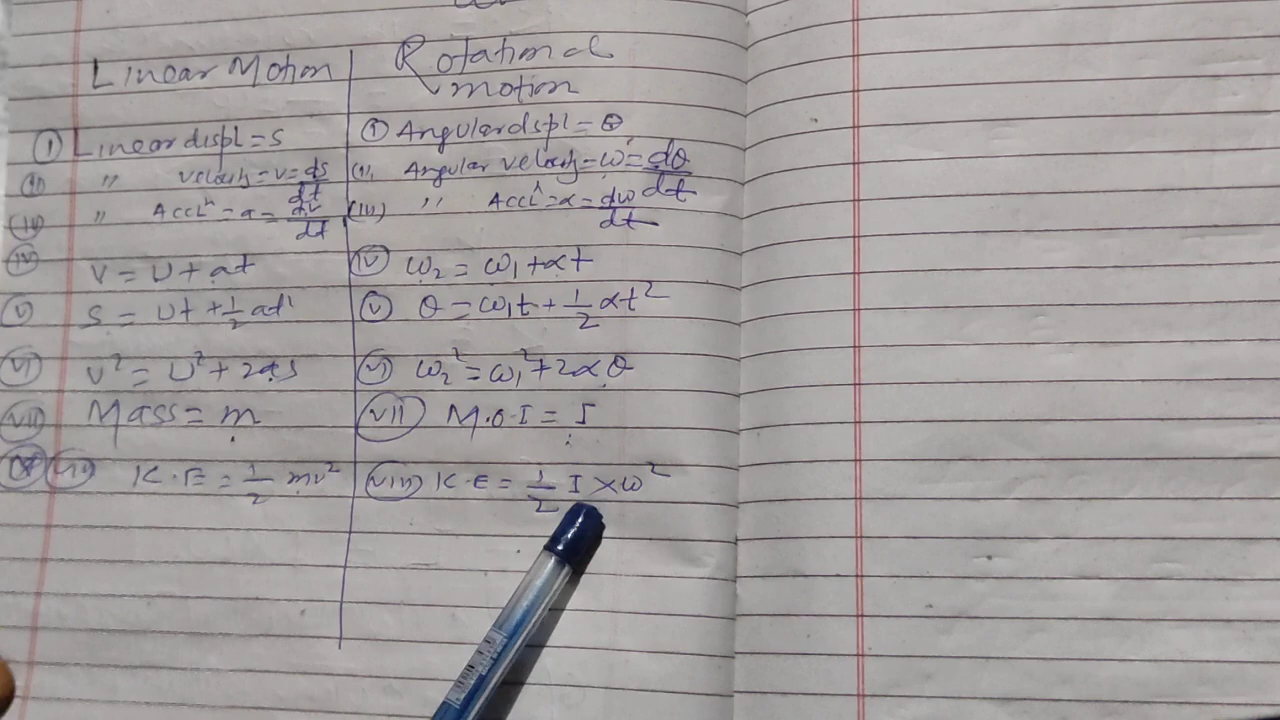 Linear Motion | Rotational motion
(i) Linear displ = s | (i) Angular dspl = θ
(ii) " velocity = v = ds/dt | (ii) Angular velocity = ω = dθ/dt
(iii) " Acclⁿ = a = dv/dt | (iii) " Acclⁿ = α = dω/dt
(iv) v = u + at | (iv) ω₂ = ω₁ + αt
(v) s = ut + 1/2 at² | (v) θ = ω₁t + 1/2 αt²
(vi) v² = u² + 2as | (vi) ω₂² = ω₁² + 2αθ
(vii) Mass = m | (vii) M.O.I = I
(viii) K.E = 1/2 mv² | (viii) K.E = 1/2 I × ω²